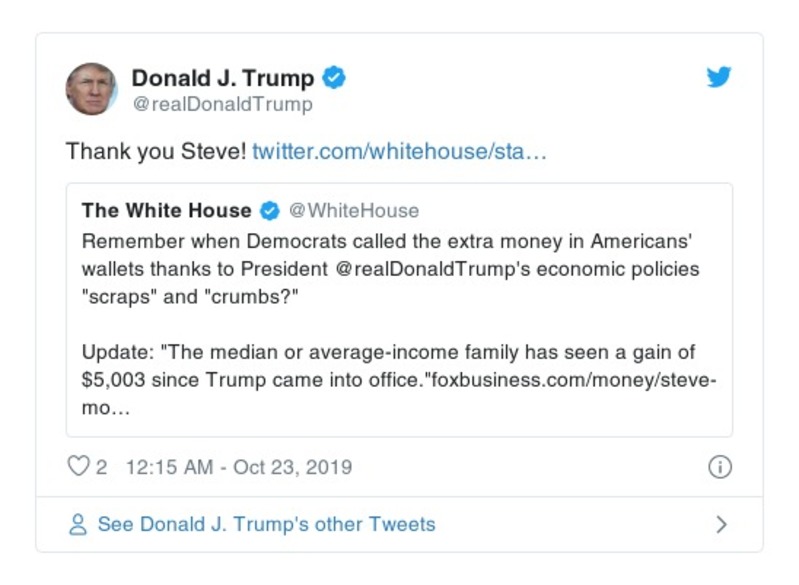 Donald J. Trump
@realDonaldTrump
Thank you Steve! twitter.com/whitehouse/sta…
The White House @WhiteHouse
Remember when Democrats called the extra money in Americans'
wallets thanks to President @realDonaldTrump's economic policies
"scraps" and "crumbs?"
Update: "The median or average-income family has seen a gain of
$5,003 since Trump came into office."foxbusiness.com/money/steve-
mo…
2 12:15 AM - Oct 23, 2019
See Donald J. Trump's other Tweets